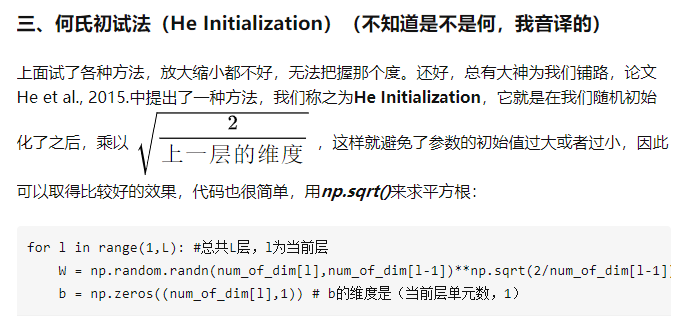 三、何氏初试法（He Initialization）（不知道是不是何，我音译的）
上面试了各种方法，放大缩小都不好，无法把握那个度。还好，总有大神为我们铺路，论文
He et al., 2015.中提出了一种方法，我们称之为He Initialization，它就是在我们随机初始
化了之后，乘以 √(2/上一层的维度) ，这样就避免了参数的初始值过大或者过小，因此
可以取得比较好的效果，代码也很简单，用np.sqrt()来求平方根：
for l in range(1,L): #总共L层，l为当前层
    W = np.random.randn(num_of_dim[l],num_of_dim[l-1])**np.sqrt(2/num_of_dim[l-1]
    b = np.zeros((num_of_dim[l],1)) # b的维度是（当前层单元数，1）